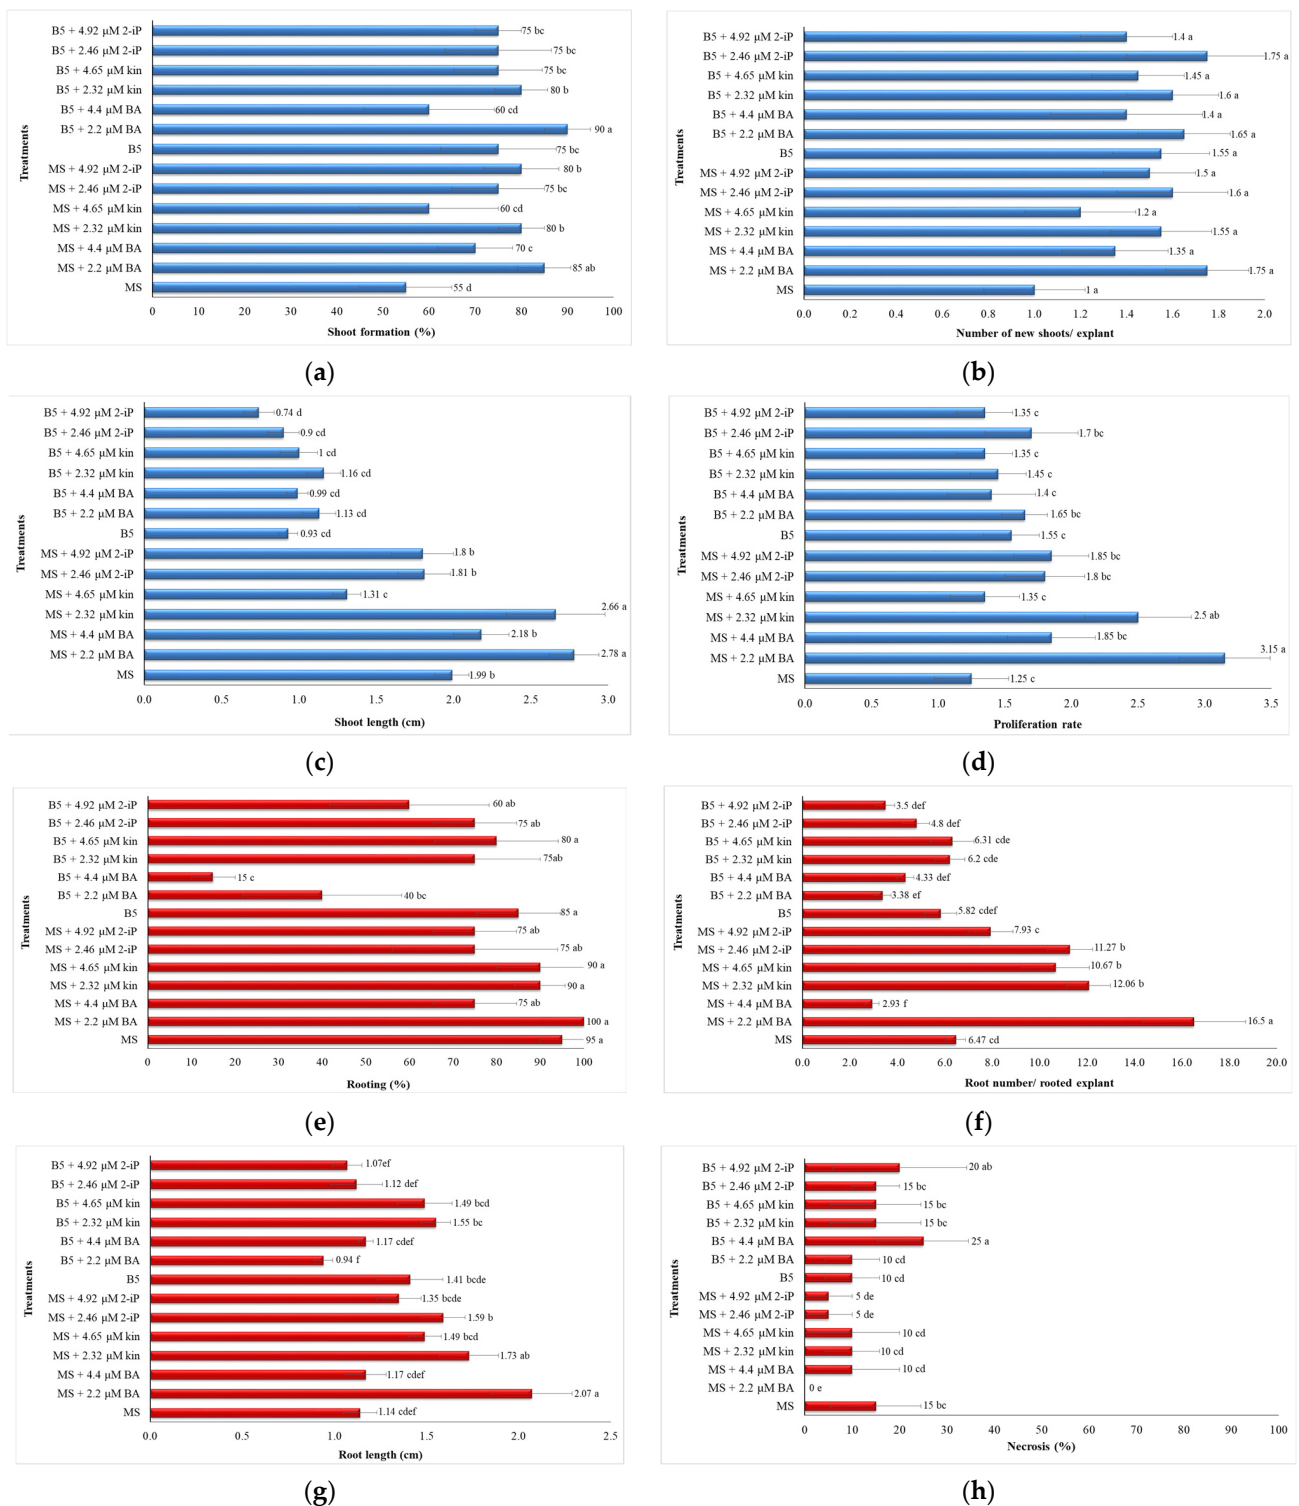 Treatments
B5 + 4.92 μM 2-iP 75 bc
B5 + 2.46 μM 2-iP 75 bc
B5 + 4.65 μM kin 75 bc
B5 + 2.32 μM kin 80 b
B5 + 4.4 μM BA 60 cd
B5 + 2.2 μM BA 90 a
B5 75 bc
MS + 4.92 μM 2-iP 80 b
MS + 2.46 μM 2-iP 75 bc
MS + 4.65 μM kin 60 cd
MS + 2.32 μM kin 80 b
MS + 4.4 μM BA 70 c
MS + 2.2 μM BA 85 ab
MS 55 d
0 10 20 30 40 50 60 70 80 90 100
Shoot formation (%)
(a)
Treatments
B5 + 4.92 μM 2-iP 1.4 a
B5 + 2.46 μM 2-iP 1.75 a
B5 + 4.65 μM kin 1.45 a
B5 + 2.32 μM kin 1.6 a
B5 + 4.4 μM BA 1.4 a
B5 + 2.2 μM BA 1.65 a
B5 1.55 a
MS + 4.92 μM 2-iP 1.5 a
MS + 2.46 μM 2-iP 1.6 a
MS + 4.65 μM kin 1.2 a
MS + 2.32 μM kin 1.55 a
MS + 4.4 μM BA 1.35 a
MS + 2.2 μM BA 1.75 a
MS 1 a
0.0 0.2 0.4 0.6 0.8 1.0 1.2 1.4 1.6 1.8 2.0
Number of new shoots/ explant
(b)
Treatments
B5 + 4.92 μM 2-iP 0.74 d
B5 + 2.46 μM 2-iP 0.9 cd
B5 + 4.65 μM kin 1 cd
B5 + 2.32 μM kin 1.16 cd
B5 + 4.4 μM BA 0.99 cd
B5 + 2.2 μM BA 1.13 cd
B5 0.93 cd
MS + 4.92 μM 2-iP 1.8 b
MS + 2.46 μM 2-iP 1.81 b
MS + 4.65 μM kin 1.31 c
MS + 2.32 μM kin 2.66 a
MS + 4.4 μM BA 2.18 b
MS + 2.2 μM BA 2.78 a
MS 1.99 b
0.0 0.5 1.0 1.5 2.0 2.5 3.0
Shoot length (cm)
(c)
Treatments
B5 + 4.92 μM 2-iP 1.35 c
B5 + 2.46 μM 2-iP 1.7 bc
B5 + 4.65 μM kin 1.35 c
B5 + 2.32 μM kin 1.45 c
B5 + 4.4 μM BA 1.4 c
B5 + 2.2 μM BA 1.65 bc
B5 1.55 c
MS + 4.92 μM 2-iP 1.85 bc
MS + 2.46 μM 2-iP 1.8 bc
MS + 4.65 μM kin 1.35 c
MS + 2.32 μM kin 2.5 ab
MS + 4.4 μM BA 1.85 bc
MS + 2.2 μM BA 3.15 a
MS 1.25 c
0.0 0.5 1.0 1.5 2.0 2.5 3.0 3.5
Proliferation rate
(d)
Treatments
B5 + 4.92 μM 2-iP 60 ab
B5 + 2.46 μM 2-iP 75 ab
B5 + 4.65 μM kin 80 a
B5 + 2.32 μM kin 75ab
B5 + 4.4 μM BA 15 c
B5 + 2.2 μM BA 40 bc
B5 85 a
MS + 4.92 μM 2-iP 75 ab
MS + 2.46 μM 2-iP 75 ab
MS + 4.65 μM kin 90 a
MS + 2.32 μM kin 90 a
MS + 4.4 μM BA 75 ab
MS + 2.2 μM BA 100 a
MS 95 a
0 10 20 30 40 50 60 70 80 90 100
Rooting (%)
(e)
Treatments
B5 + 4.92 μM 2-iP 3.5 def
B5 + 2.46 μM 2-iP 4.8 def
B5 + 4.65 μM kin 6.31 cde
B5 + 2.32 μM kin 6.2 cde
B5 + 4.4 μM BA 4.33 def
B5 + 2.2 μM BA 3.38 ef
B5 5.82 cdef
MS + 4.92 μM 2-iP 7.93 c
MS + 2.46 μM 2-iP 11.27 b
MS + 4.65 μM kin 10.67 b
MS + 2.32 μM kin 12.06 b
MS + 4.4 μM BA 2.93 f
MS + 2.2 μM BA 16.5 a
MS 6.47 cd
0.0 2.0 4.0 6.0 8.0 10.0 12.0 14.0 16.0 18.0 20.0
Root number/ rooted explant
(f)
Treatments
B5 + 4.92 μM 2-iP 1.07ef
B5 + 2.46 μM 2-iP 1.12 def
B5 + 4.65 μM kin 1.49 bcd
B5 + 2.32 μM kin 1.55 bc
B5 + 4.4 μM BA 1.17 cdef
B5 + 2.2 μM BA 0.94 f
B5 1.41 bcde
MS + 4.92 μM 2-iP 1.35 bcde
MS + 2.46 μM 2-iP 1.59 b
MS + 4.65 μM kin 1.49 bcd
MS + 2.32 μM kin 1.73 ab
MS + 4.4 μM BA 1.17 cdef
MS + 2.2 μM BA 2.07 a
MS 1.14 cdef
0.0 0.5 1.0 1.5 2.0 2.5
Root length (cm)
(g)
Treatments
B5 + 4.92 μM 2-iP 20 ab
B5 + 2.46 μM 2-iP 15 bc
B5 + 4.65 μM kin 15 bc
B5 + 2.32 μM kin 15 bc
B5 + 4.4 μM BA 25 a
B5 + 2.2 μM BA 10 cd
B5 10 cd
MS + 4.92 μM 2-iP 5 de
MS + 2.46 μM 2-iP 5 de
MS + 4.65 μM kin 10 cd
MS + 2.32 μM kin 10 cd
MS + 4.4 μM BA 10 cd
MS + 2.2 μM BA 0 e
MS 15 bc
0 10 20 30 40 50 60 70 80 90 100
Necrosis (%)
(h)